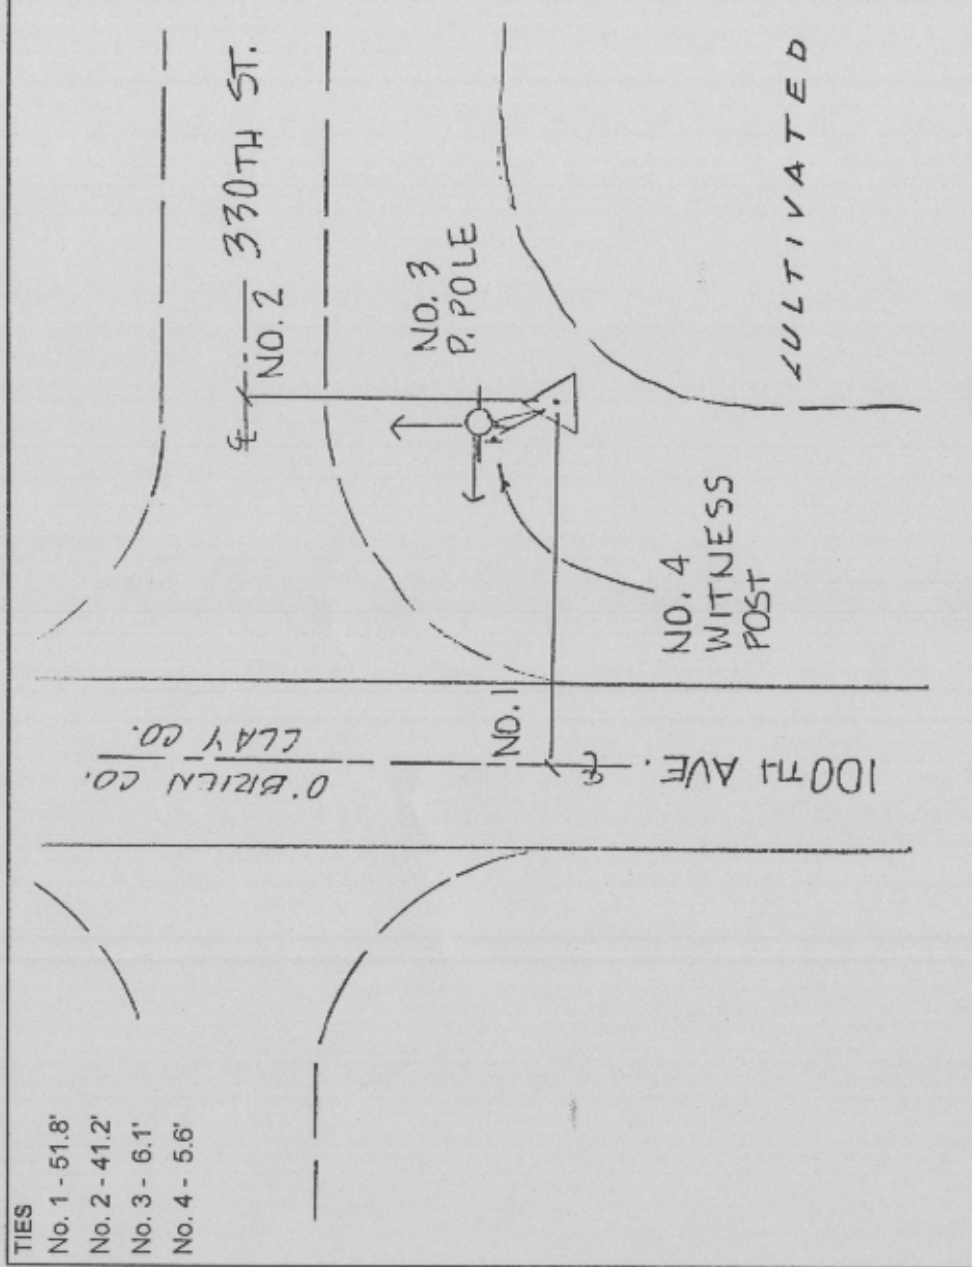 TIES
No. 1 - 51.8'
No. 2 - 41.2'
No. 3 - 6.1'
No. 4 - 5.6'
O'BRIEN CO.
CLAY CO.
℄ 330TH ST.
NO. 2
NO. 3
P. POLE
NO. 1
℄
100TH AVE.
NO. 4
WITNESS
POST
CULTIVATED